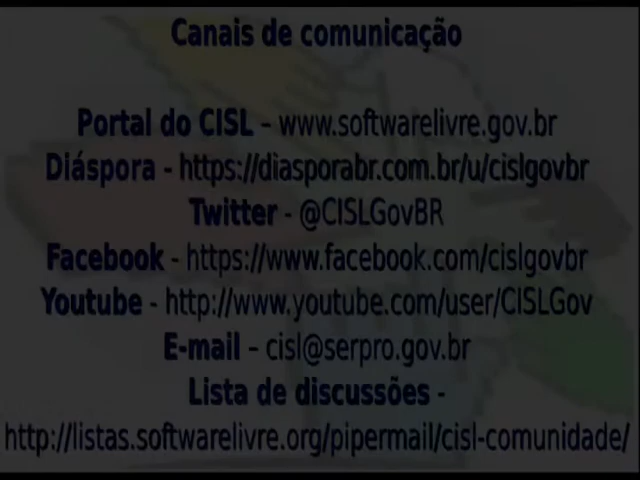 Canais de comunicação
Portal do CISL – www.softwarelivre.gov.br
Diáspora - https://diasporabr.com.br/u/cislgovbr
Twitter - @CISLGovBR
Facebook - https://www.facebook.com/cislgovbr
Youtube - http://www.youtube.com/user/CISLGov
E-mail – cisl@serpro.gov.br
Lista de discussões -
http://listas.softwarelivre.org/pipermail/cisl-comunidade/